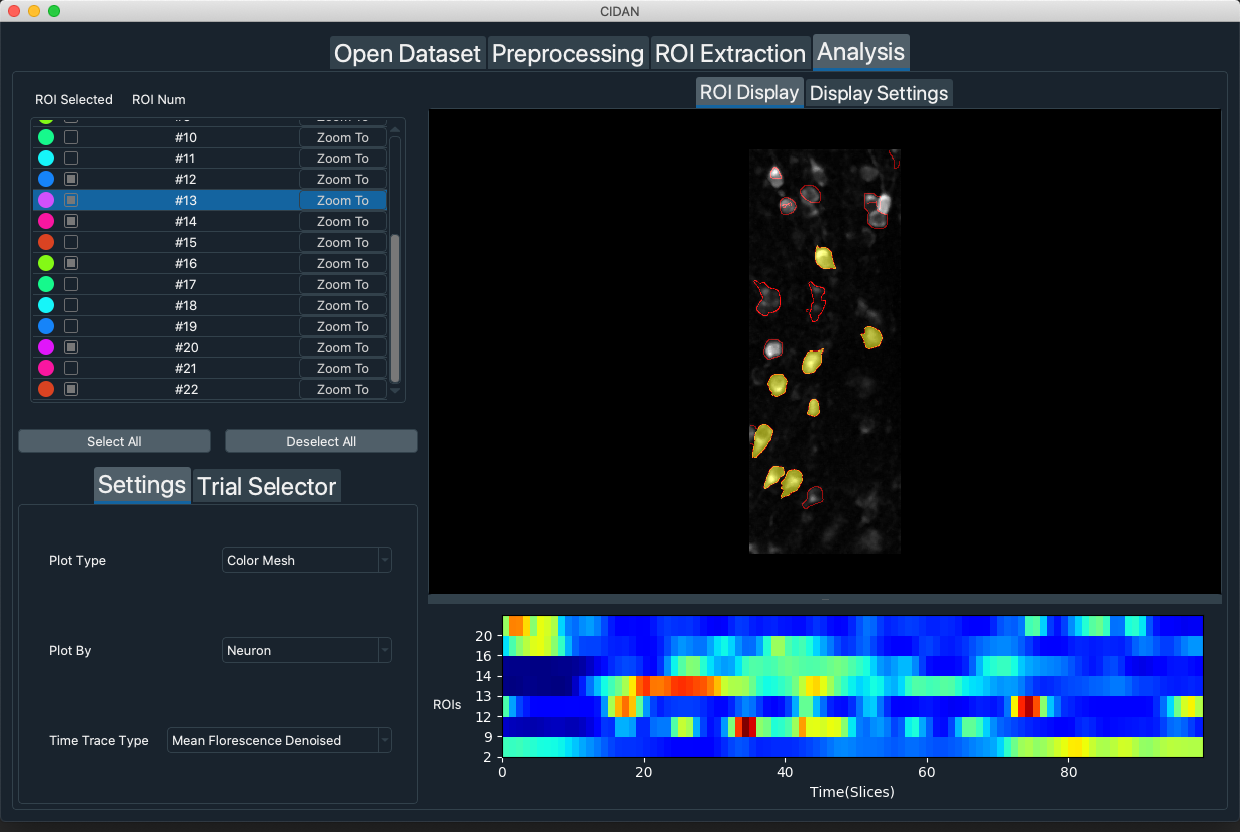 CIDAN
Open Dataset Preprocessing ROI Extraction Analysis
ROI Selected ROI Num
#10 Zoom To
#11 Zoom To
#12 Zoom To
#13 Zoom To
#14 Zoom To
#15 Zoom To
#16 Zoom To
#17 Zoom To
#18 Zoom To
#19 Zoom To
#20 Zoom To
#21 Zoom To
#22 Zoom To
Select All Deselect All
Settings Trial Selector
Plot Type Color Mesh
Plot By Neuron
Time Trace Type Mean Florescence Denoised
ROI Display Display Settings
20
16
14
13
12
9
2
ROIs
0 20 40 60 80
Time(Slices)